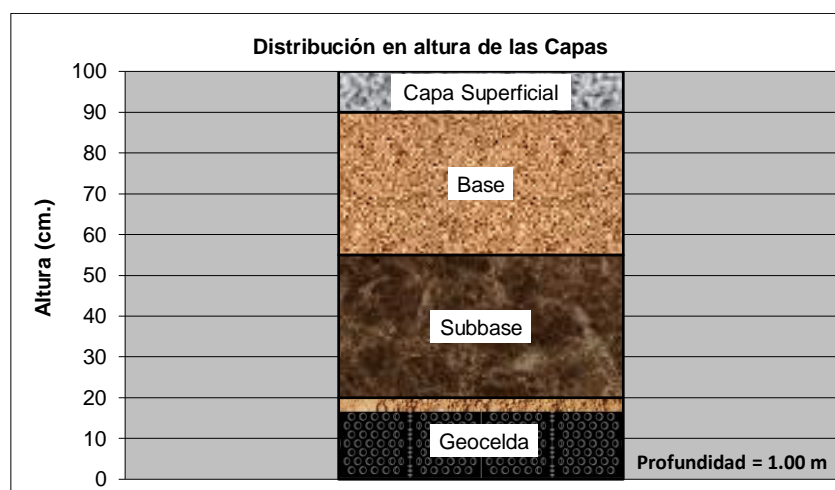 Distribución en altura de las Capas
Altura (cm.)
100
90
80
70
60
50
40
30
20
10
0
Capa Superficial
Base
Subbase
Geocelda
Profundidad = 1.00 m